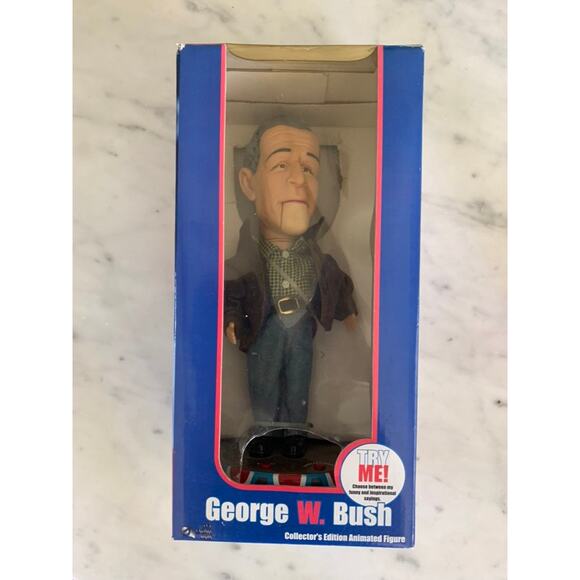 TRY
ME!
Choose between my
funny and inspirational
sayings.
George W. Bush
Collector's Edition Animated Figure